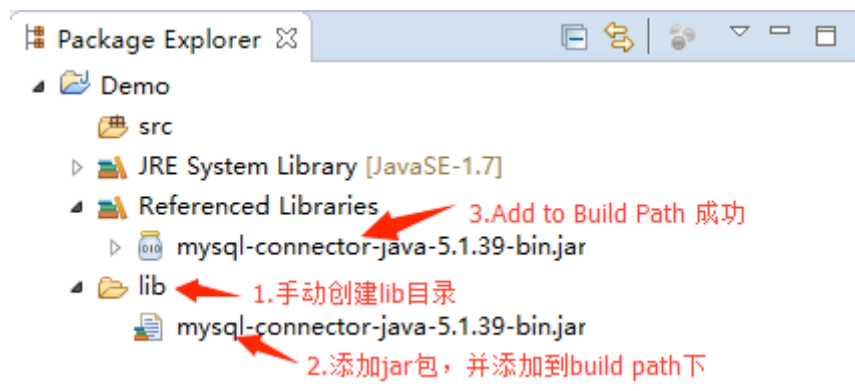 Package Explorer
Demo
src
JRE System Library [JavaSE-1.7]
Referenced Libraries
3.Add to Build Path 成功
mysql-connector-java-5.1.39-bin.jar
lib
1.手动创建lib目录
mysql-connector-java-5.1.39-bin.jar
2.添加jar包，并添加到build path下